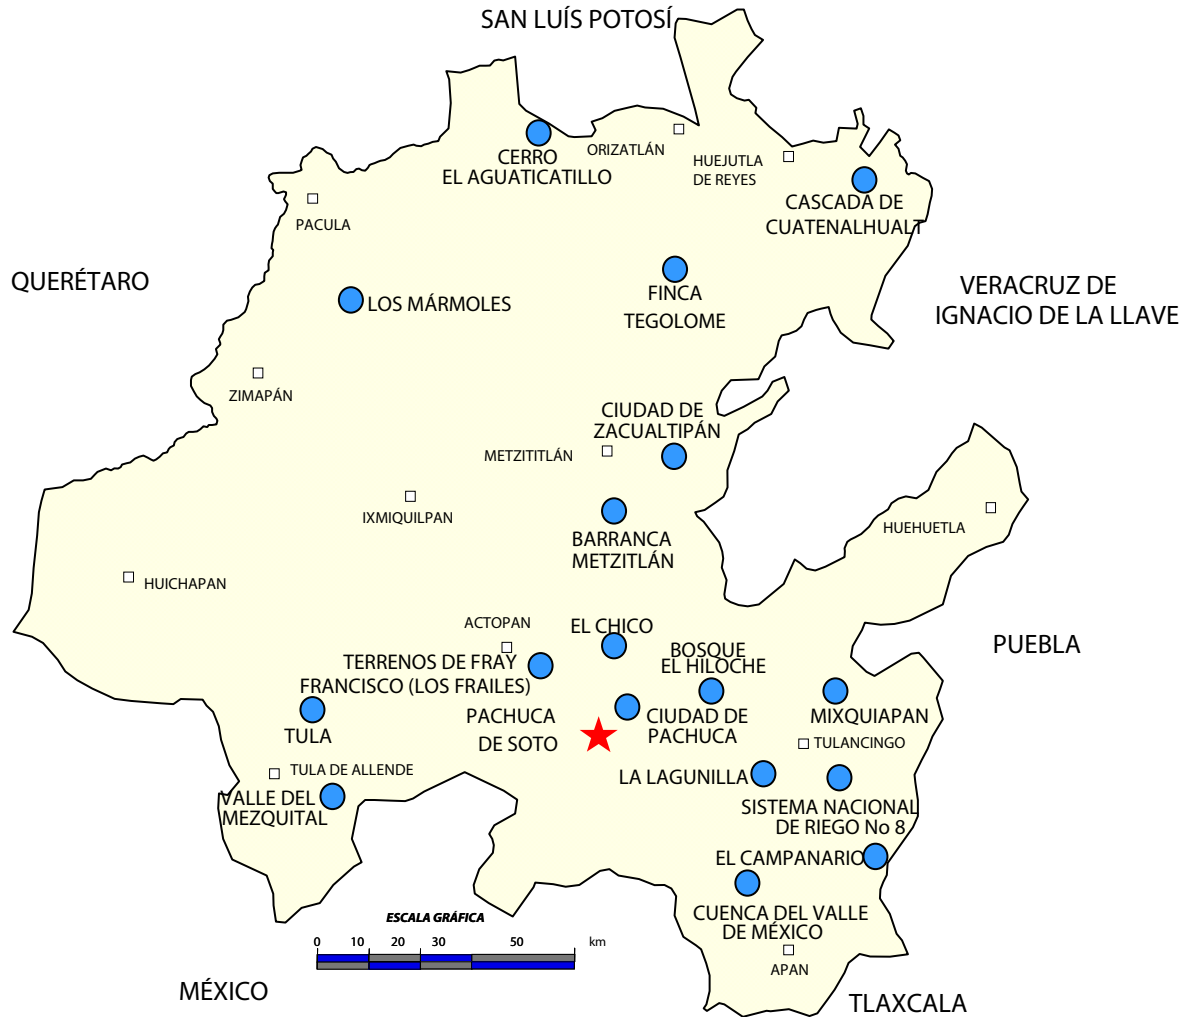 SAN LUÍS POTOSÍ
ORIZATLÁN
CERRO
EL AGUATICATILLO
HUEJUTLA
DE REYES
CASCADA DE
CUATENALHUALT
PACULA
QUERÉTARO
LOS MÁRMOLES
FINCA
TEGOLOME
VERACRUZ DE
IGNACIO DE LA LLAVE
ZIMAPÁN
CIUDAD DE
ZACUALTIPÁN
METZITITLÁN
IXMIQUILPAN
HUEHUETLA
BARRANCA
METZITLÁN
HUICHAPAN
ACTOPAN
EL CHICO
PUEBLA
BOSQUE
EL HILOCHE
TERRENOS DE FRAY
FRANCISCO (LOS FRAILES)
PACHUCA
DE SOTO
CIUDAD DE
PACHUCA
MIXQUIAPAN
TULA
TULANCINGO
TULA DE ALLENDE
LA LAGUNILLA
VALLE DEL
MEZQUITAL
SISTEMA NACIONAL
DE RIEGO No 8
EL CAMPANARIO
CUENCA DEL VALLE
DE MÉXICO
ESCALA GRÁFICA
0 10 20 30 50 km
APAN
MÉXICO
TLAXCALA